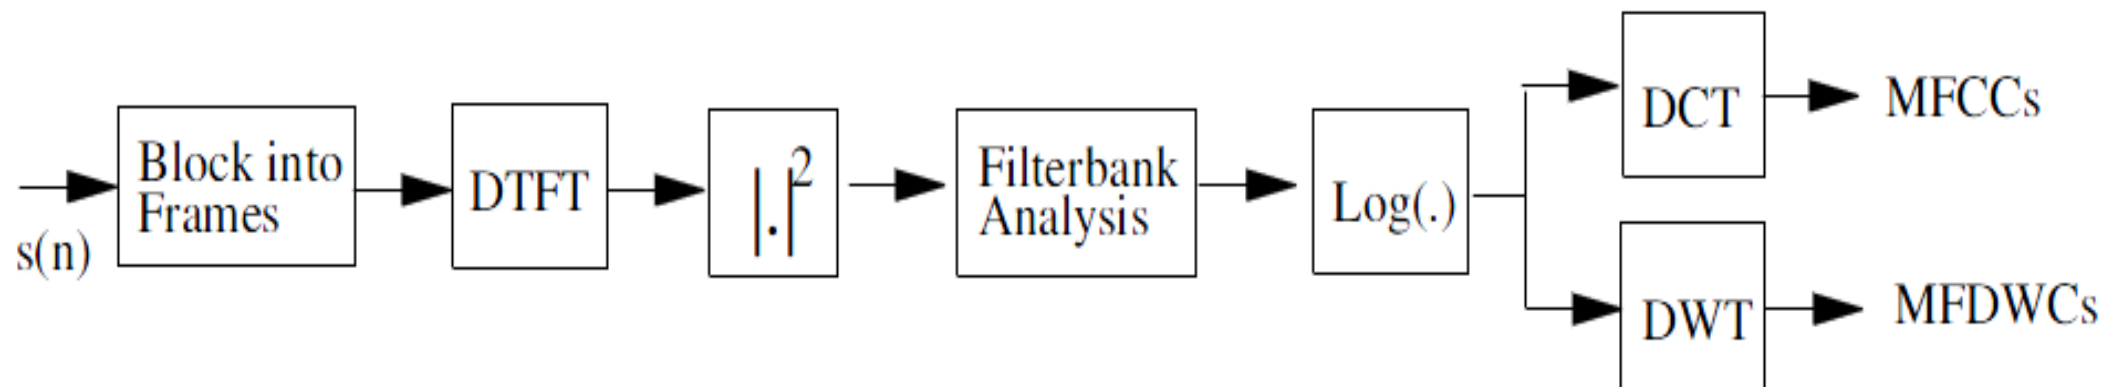 s(n)
Block into
Frames
DTFT
|.|2
Filterbank
Analysis
Log(.)
DCT
MFCCs
DWT
MFDWCs